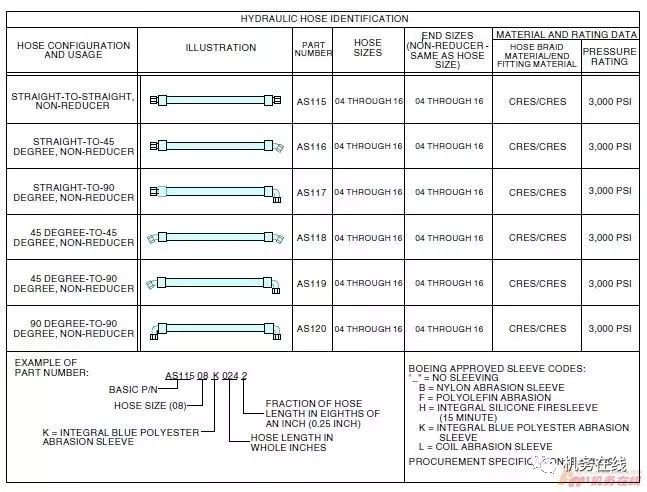 HYDRAULIC HOSE IDENTIFICATION
HOSE CONFIGURATION
AND USAGE
ILLUSTRATION
PART
NUMBER
HOSE
SIZES
END SIZES
(NON-REDUCER -
SAME AS HOSE
SIZE)
MATERIAL AND RATING DATA
HOSE BRAID
MATERIAL/END
FITTING MATERIAL
PRESSURE
RATING
STRAIGHT-TO-STRAIGHT,
NON-REDUCER
AS115 04 THROUGH 16 04 THROUGH 16 CRES/CRES 3,000 PSI
STRAIGHT-TO-45
DEGREE, NON-REDUCER
AS116 04 THROUGH 16 04 THROUGH 16 CRES/CRES 3,000 PSI
STRAIGHT-TO-90
DEGREE, NON-REDUCER
AS117 04 THROUGH 16 04 THROUGH 16 CRES/CRES 3,000 PSI
45 DEGREE-TO-45
DEGREE, NON-REDUCER
AS118 04 THROUGH 16 04 THROUGH 16 CRES/CRES 3,000 PSI
45 DEGREE-TO-90
DEGREE, NON-REDUCER
AS119 04 THROUGH 16 04 THROUGH 16 CRES/CRES 3,000 PSI
90 DEGREE-TO-90
DEGREE, NON-REDUCER
AS120 04 THROUGH 16 04 THROUGH 16 CRES/CRES 3,000 PSI
EXAMPLE OF
PART NUMBER:
AS115 08 K 024 2
BASIC P/N
HOSE SIZE (08)
K = INTEGRAL BLUE POLYESTER
ABRASION SLEEVE
FRACTION OF HOSE
LENGTH IN EIGHTHS OF
AN INCH (0.25 INCH)
HOSE LENGTH IN
WHOLE INCHES
BOEING APPROVED SLEEVE CODES:
"_" = NO SLEEVING
B = NYLON ABRASION SLEEVE
F = POLYOLEFIN ABRASION
H = INTEGRAL SILICONE FIRESLEEVE
(15 MINUTE)
K = INTEGRAL BLUE POLYESTER ABRASION
SLEEVE
L = COIL ABRASION SLEEVE
PROCUREMENT SPECIFICATION
机务在线
机务在线